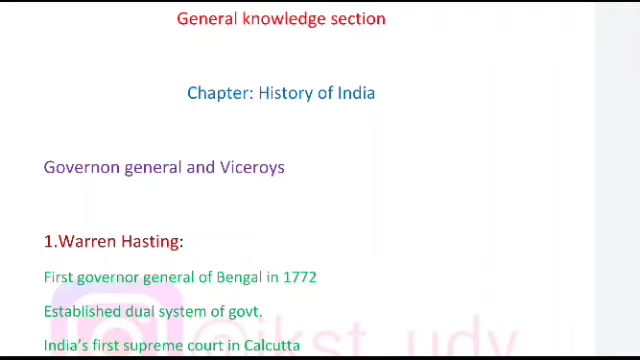 General knowledge section
Chapter: History of India
Governon general and Viceroys
1.Warren Hasting:
First governor general of Bengal in 1772
Established dual system of govt.
India's first supreme court in Calcutta
@jkst_udy